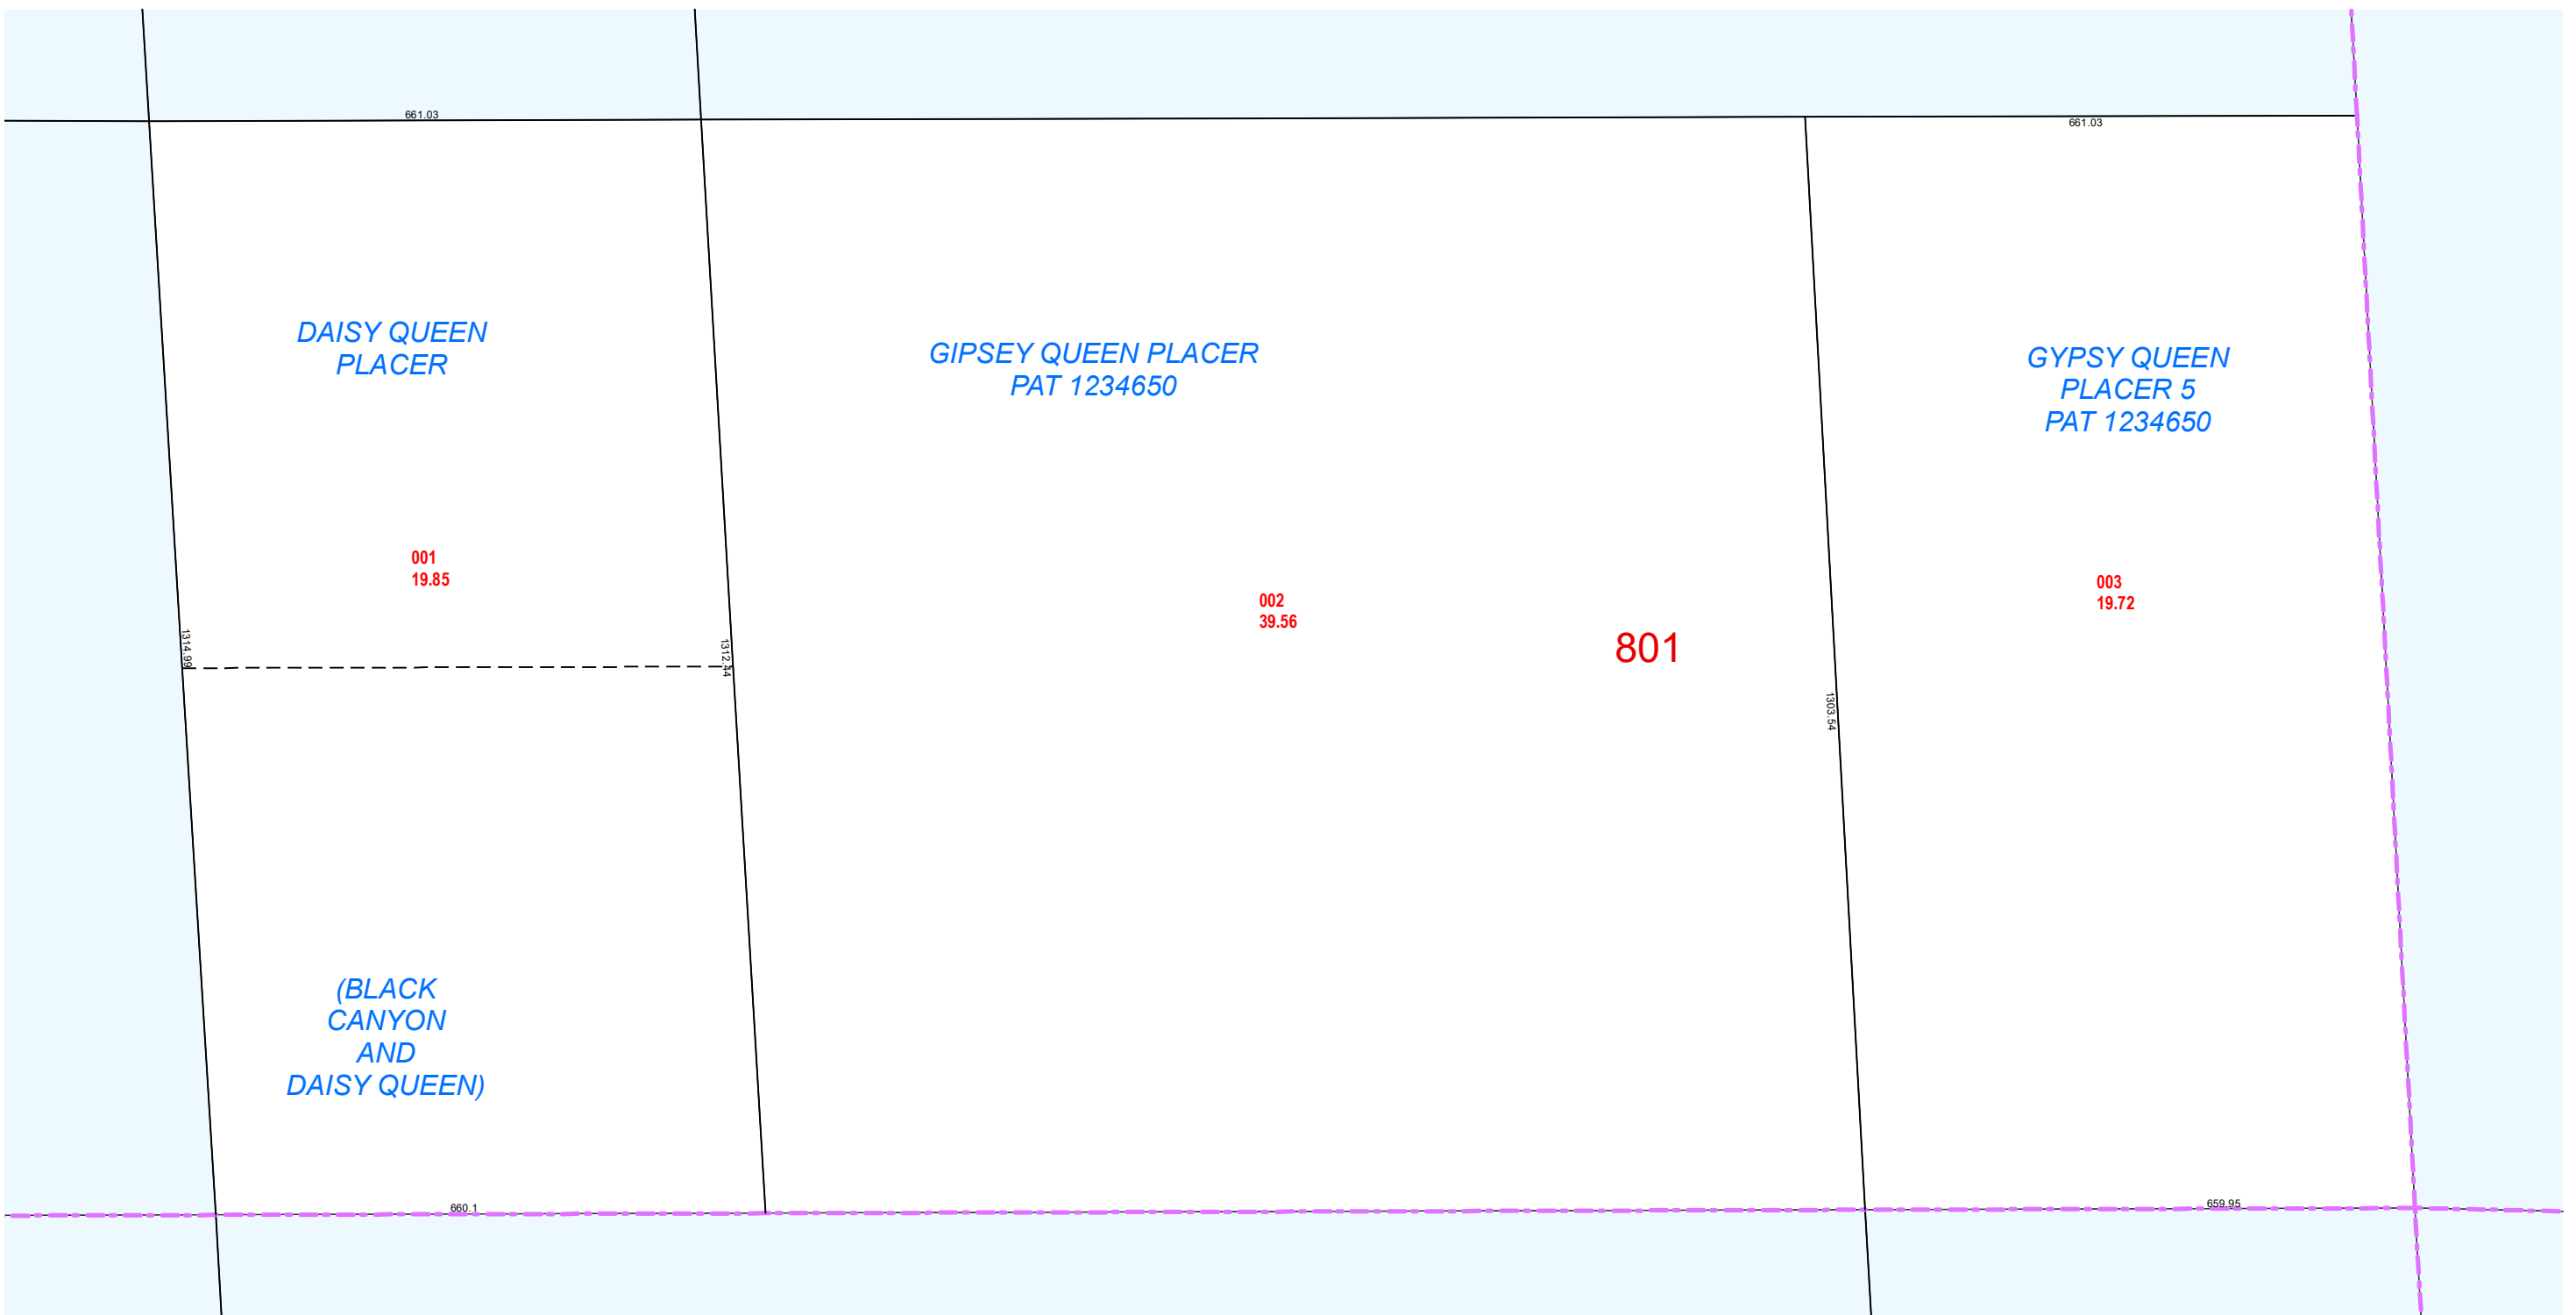 661.03
661.03
DAISY QUEEN
PLACER
GIPSEY QUEEN PLACER
PAT 1234650
GYPSY QUEEN
PLACER 5
PAT 1234650
001
19.85
002
39.56
801
003
19.72
1314.99
1312.44
1303.54
(BLACK
CANYON
AND
DAISY QUEEN)
660.1
659.95